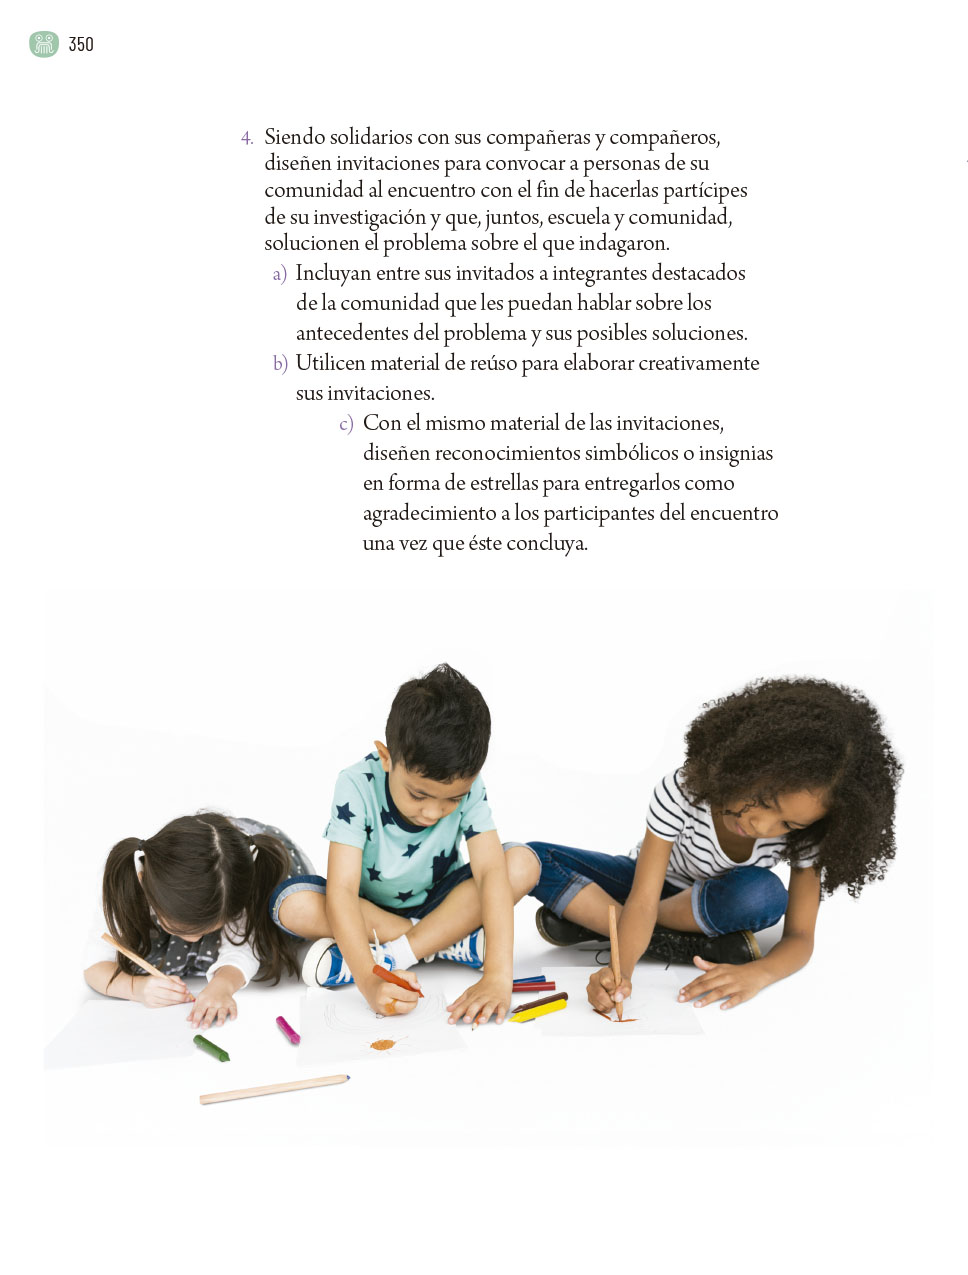 350
4. Siendo solidarios con sus compañeras y compañeros,
diseñen invitaciones para convocar a personas de su
comunidad al encuentro con el fin de hacerlas partícipes
de su investigación y que, juntos, escuela y comunidad,
solucionen el problema sobre el que indagaron.
a) Incluyan entre sus invitados a integrantes destacados
de la comunidad que les puedan hablar sobre los
antecedentes del problema y sus posibles soluciones.
b) Utilicen material de reúso para elaborar creativamente
sus invitaciones.
c) Con el mismo material de las invitaciones,
diseñen reconocimientos simbólicos o insignias
en forma de estrellas para entregarlos como
agradecimiento a los participantes del encuentro
una vez que éste concluya.